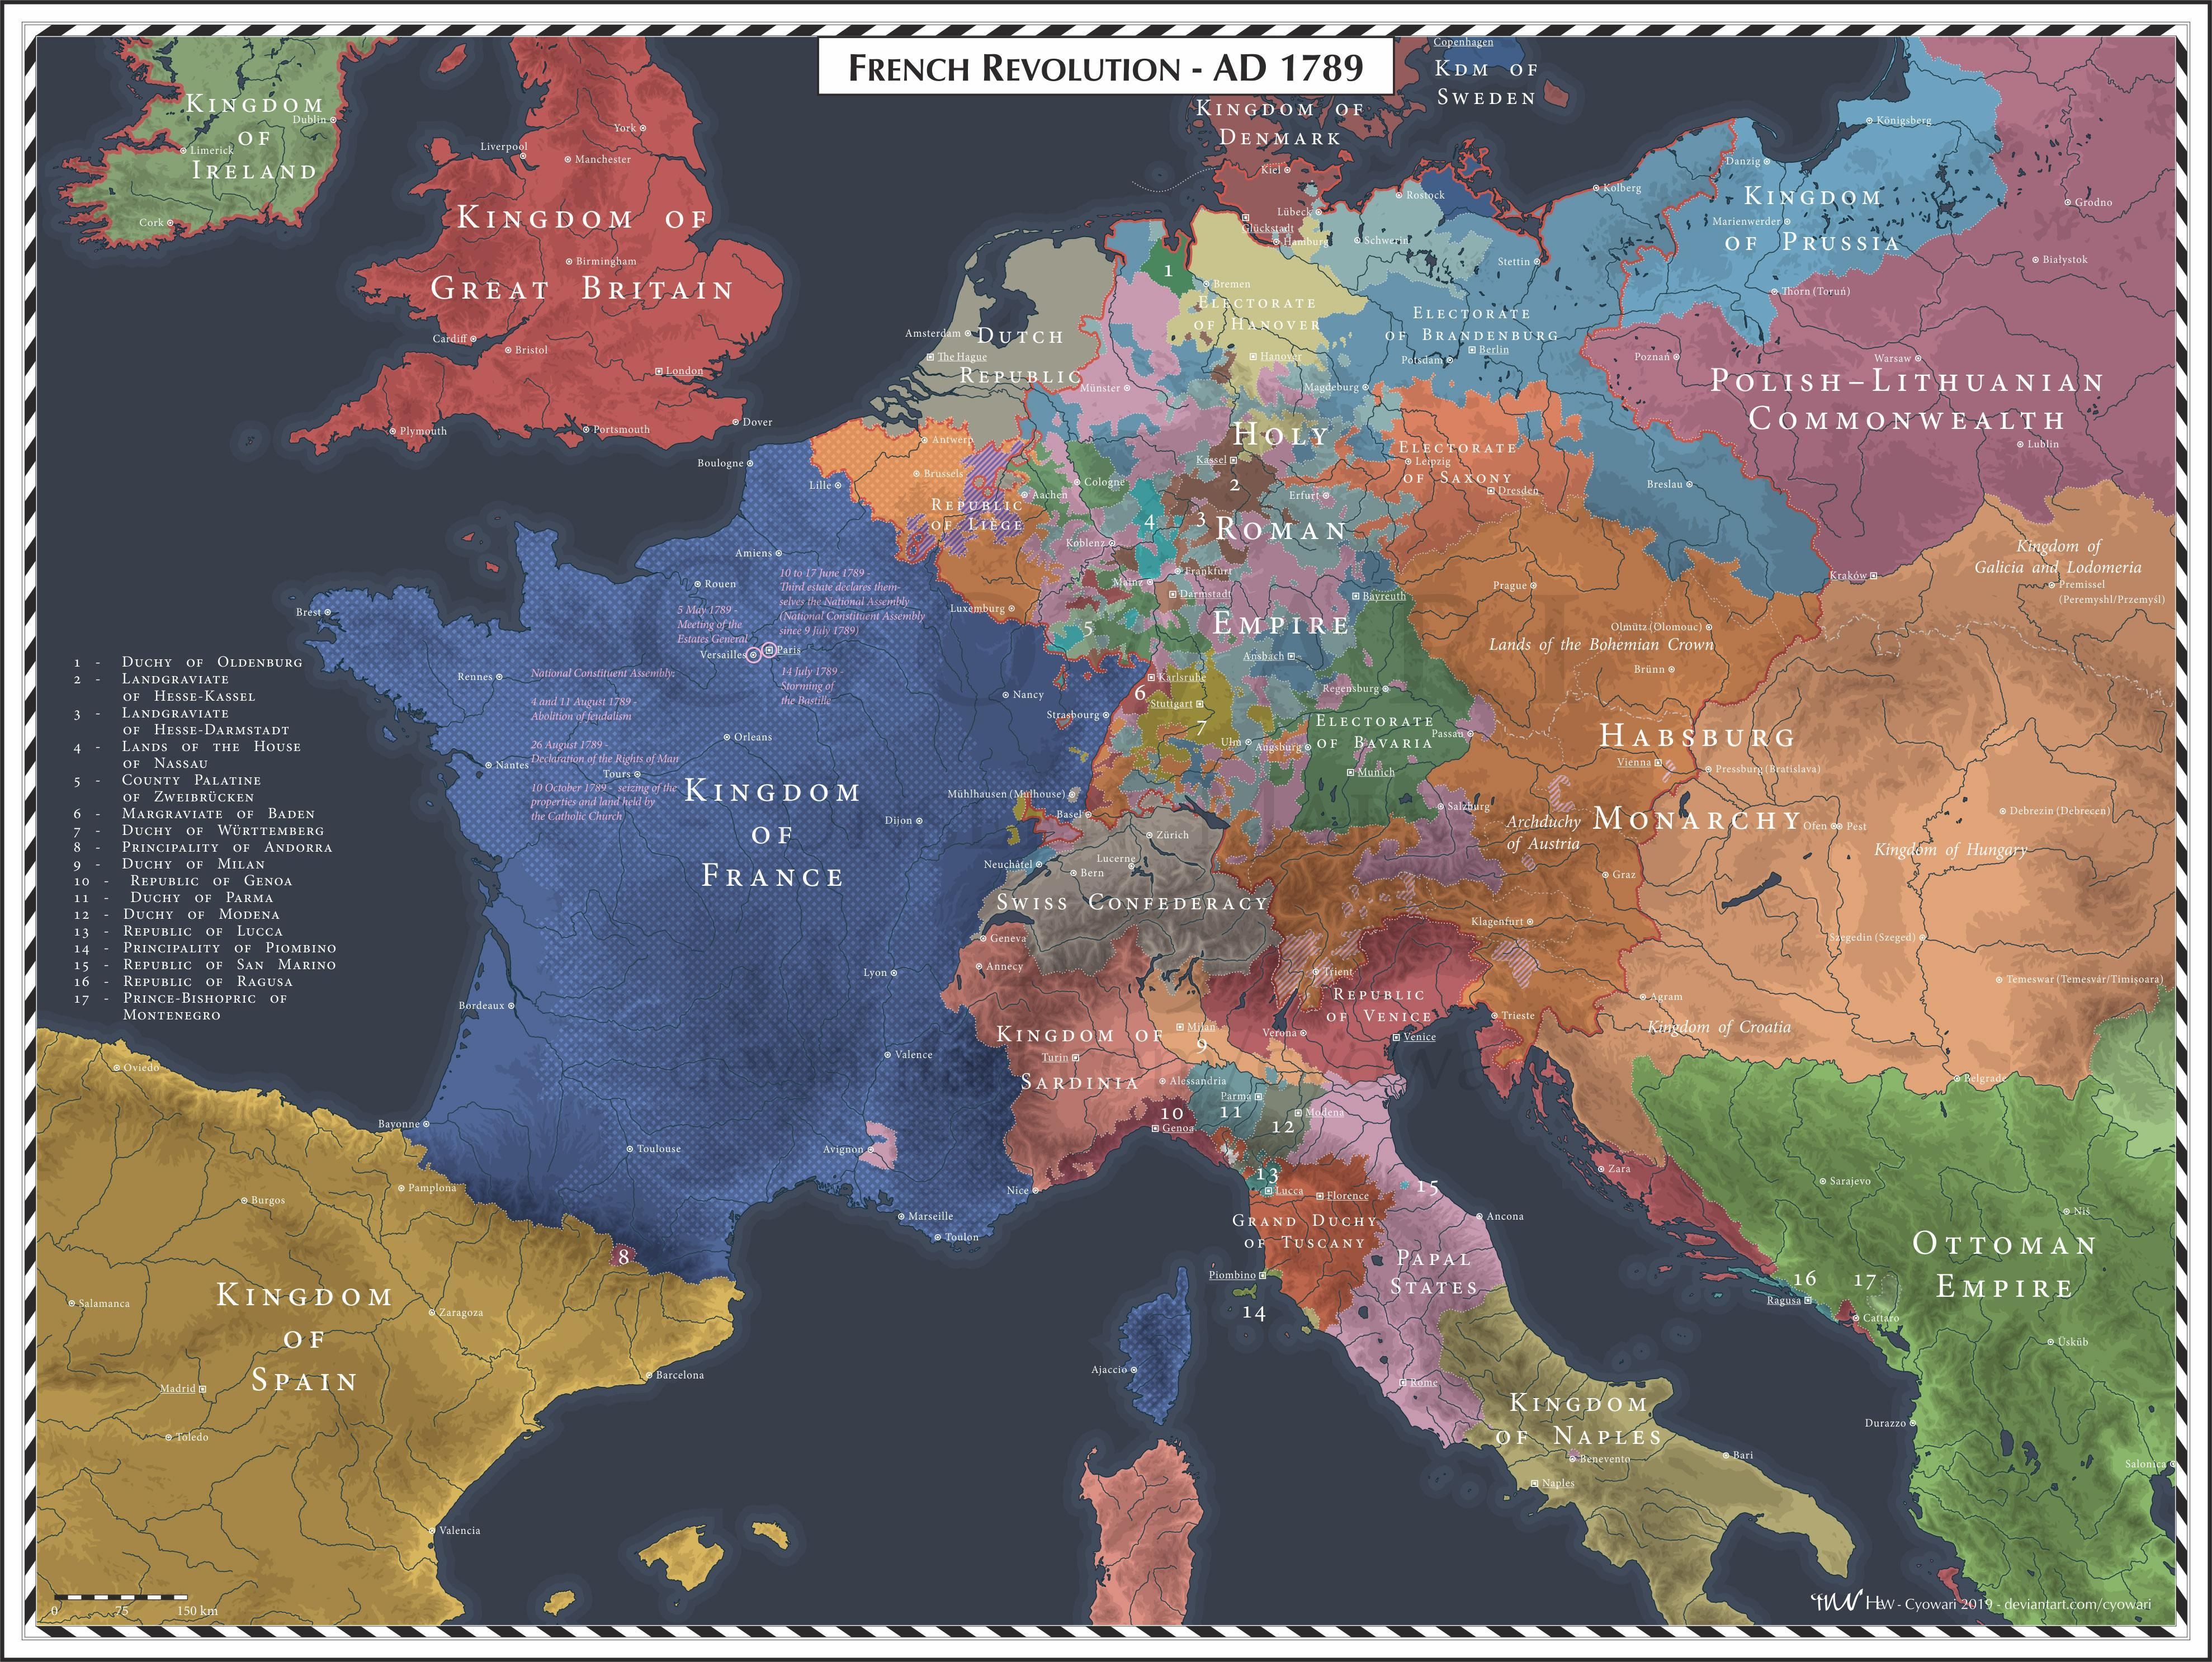 FRENCH REVOLUTION - AD 1789
KINGDOM
OF
IRELAND
Dublin
Limerick
Cork
York
Liverpool
Manchester
KINGDOM OF
GREAT BRITAIN
Birmingham
Cardiff
Bristol
London
Plymouth
Portsmouth
Dover
Copenhagen
KDM OF
SWEDEN
KINGDOM OF
DENMARK
Kiel
Lübeck
Glückstadt
Hamburg
Rostock
Schwerin
Stettin
Kolberg
Danzig
Königsberg
KINGDOM
OF PRUSSIA
Marienwerder
Thorn (Toruń)
Grodno
Białystok
1
Bremen
ELECTORATE
OF HANOVER
Hanover
ELECTORATE
OF BRANDENBURG
Potsdam
Berlin
Magdeburg
Poznań
Warsaw
POLISH-LITHUANIAN
COMMONWEALTH
Lublin
Amsterdam
The Hague
DUTCH
REPUBLIC
Münster
Antwerp
Brussels
REPUBLIC
OF LIÈGE
Aachen
Cologne
Koblenz
HOLY
ROMAN
EMPIRE
Kassel
2
3
4
Erfurt
ELECTORATE
OF SAXONY
Leipzig
Dresden
Breslau
Kraków
Kingdom of
Galicia and Lodomeria
Premissel
(Peremyshl/Przemyśl)
Mainz
Frankfurt
Darmstadt
Bayreuth
Prague
Olmütz (Olomouc)
Lands of the Bohemian Crown
Brünn
Luxemburg
5
Ansbach
Karlsruhe
6
Stuttgart
7
Regensburg
ELECTORATE
OF BAVARIA
Passau
Ulm
Augsburg
Munich
Salzburg
HABSBURG
MONARCHY
Vienna
Pressburg (Bratislava)
Archduchy
of Austria
Ofen
Pest
Debrezin (Debrecen)
Kingdom of Hungary
Graz
Klagenfurt
Szegedin (Szeged)
Temeswar (Temesvár/Timișoara)
Agram
Kingdom of Croatia
Belgrade
Boulogne
Lille
Amiens
Rouen
Brest
Rennes
Nantes
Versailles
Paris
Nancy
Strasbourg
Orleans
Tours
Dijon
Mühlhausen (Mulhouse)
Basel
Lyon
Bordeaux
Valence
Bayonne
Toulouse
Avignon
Marseille
Toulon
Nice
Ajaccio
10 to 17 June 1789 -
Third estate declares them-
selves the National Assembly
(National Constituent Assembly
since 9 July 1789)
5 May 1789
Meeting of the
Estates General
14 July 1789 -
Storming of
the Bastille
National Constituent Assembly:
4 and 11 August 1789 -
Abolition of feudalism
26 August 1789 -
Declaration of the Rights of Man
10 October 1789 - seizing of the
properties and land held by
the Catholic Church
KINGDOM
OF
FRANCE
1 - DUCHY OF OLDENBURG
2 - LANDGRAVIATE
OF HESSE-KASSEL
3 - LANDGRAVIATE
OF HESSE-DARMSTADT
4 - LANDS OF THE HOUSE
OF NASSAU
5 - COUNTY PALATINE
OF ZWEIBRÜCKEN
6 - MARGRAVIATE OF BADEN
7 - DUCHY OF WÜRTTEMBERG
8 - PRINCIPALITY OF ANDORRA
9 - DUCHY OF MILAN
10 - REPUBLIC OF GENOA
11 - DUCHY OF PARMA
12 - DUCHY OF MODENA
13 - REPUBLIC OF LUCCA
14 - PRINCIPALITY OF PIOMBINO
15 - REPUBLIC OF SAN MARINO
16 - REPUBLIC OF RAGUSA
17 - PRINCE-BISHOPRIC OF
MONTENEGRO
Zürich
Neuchâtel
Lucerne
Bern
SWISS CONFEDERACY
Geneva
Annecy
Trient
REPUBLIC
OF VENICE
Milan
9
Verona
Venice
Trieste
KINGDOM OF
SARDINIA
Turin
Alessandria
Parma
11
10
Genoa
Modena
12
13
Lucca
Florence
15
Ancona
GRAND DUCHY
OF TUSCANY
PAPAL
STATES
Piombino
14
Rome
KINGDOM
OF NAPLES
Benevento
Naples
Bari
Zara
Sarajevo
Niš
OTTOMAN
EMPIRE
16
17
Ragusa
Cattaro
Üsküb
Durazzo
Salonica
Oviedo
Burgos
Pamplona
8
KINGDOM
OF
SPAIN
Salamanca
Zaragoza
Madrid
Barcelona
Toledo
Valencia
0 75 150 km
HLW - Cyowari 2019 - deviantart.com/cyowari